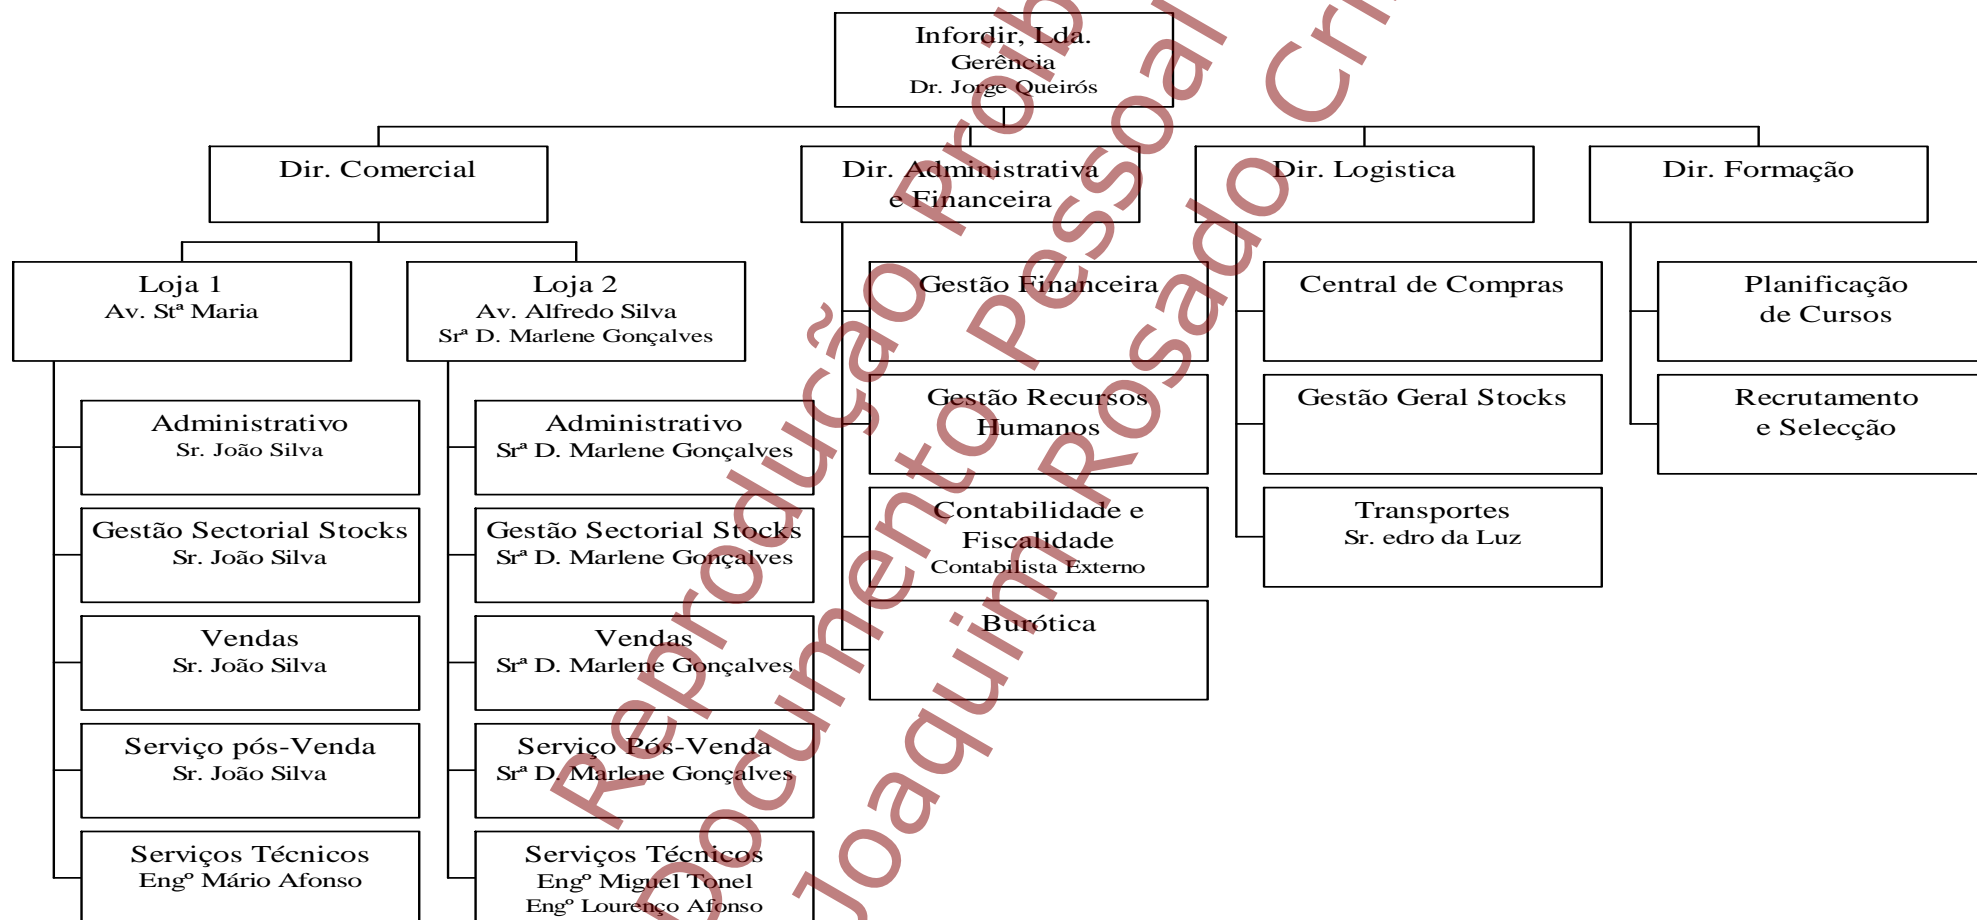 Infordir, Lda.
Gerência
Dr. Jorge Queirós
Dir. Comercial
Dir. Administrativa
e Financeira
Dir. Logistica
Dir. Formação
Loja 1
Av. Stª Maria
Loja 2
Av. Alfredo Silva
Srª D. Marlene Gonçalves
Administrativo
Sr. João Silva
Gestão Sectorial Stocks
Sr. João Silva
Vendas
Sr. João Silva
Serviço pós-Venda
Sr. João Silva
Serviços Técnicos
Engº Mário Afonso
Administrativo
Srª D. Marlene Gonçalves
Gestão Sectorial Stocks
Srª D. Marlene Gonçalves
Vendas
Srª D. Marlene Gonçalves
Serviço Pós-Venda
Srª D. Marlene Gonçalves
Serviços Técnicos
Engº Miguel Tonel
Engº Lourenço Afonso
Gestão Financeira
Gestão Recursos
Humanos
Contabilidade e
Fiscalidade
Contabilista Externo
Burótica
Central de Compras
Gestão Geral Stocks
Transportes
Sr. edro da Luz
Planificação
de Cursos
Recrutamento
e Selecção
Reprodução
Documento Pessoal
Joaquim Rosado